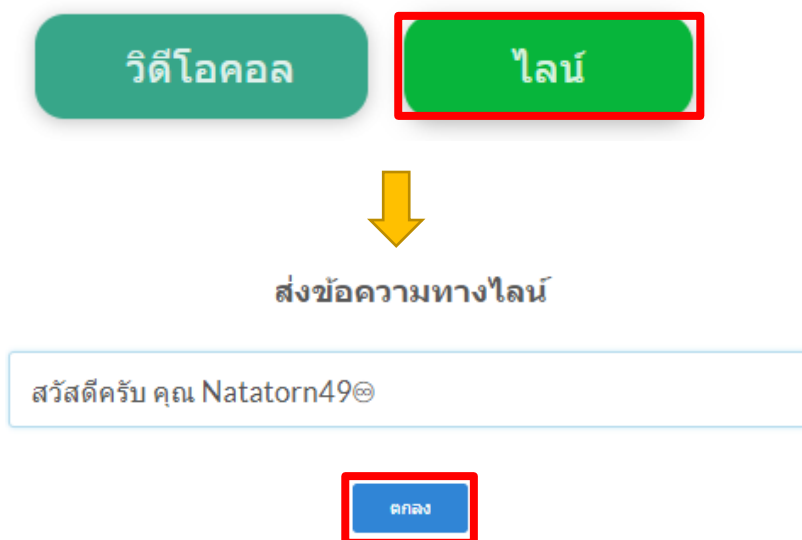 วิดีโอคอล ไลน์
ส่งข้อความทางไลน์
สวัสดีครับ คุณ Natatorn49♾
ตกลง